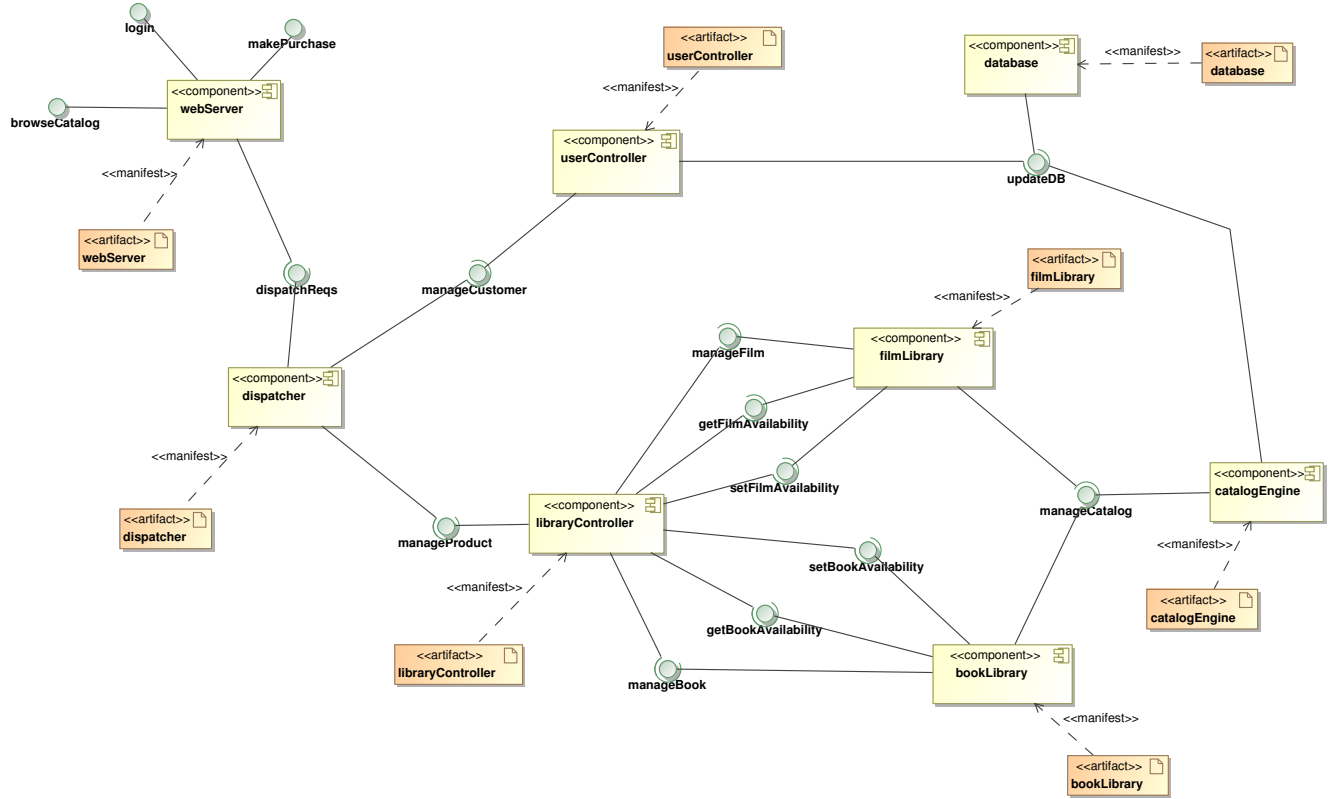 login
makePurchase
<<component>>
webServer
browseCatalog
<<manifest>>
<<artifact>>
webServer
dispatchReqs
<<artifact>>
userController
<<manifest>>
<<component>>
userController
manageCustomer
<<component>>
database
<<manifest>>
<<artifact>>
database
updateDB
<<artifact>>
filmLibrary
<<manifest>>
<<component>>
filmLibrary
manageFilm
getFilmAvailability
setFilmAvailability
<<component>>
dispatcher
<<manifest>>
<<artifact>>
dispatcher
manageProduct
<<component>>
libraryController
<<manifest>>
<<artifact>>
libraryController
setBookAvailability
getBookAvailability
manageBook
manageCatalog
<<component>>
catalogEngine
<<manifest>>
<<artifact>>
catalogEngine
<<component>>
bookLibrary
<<manifest>>
<<artifact>>
bookLibrary